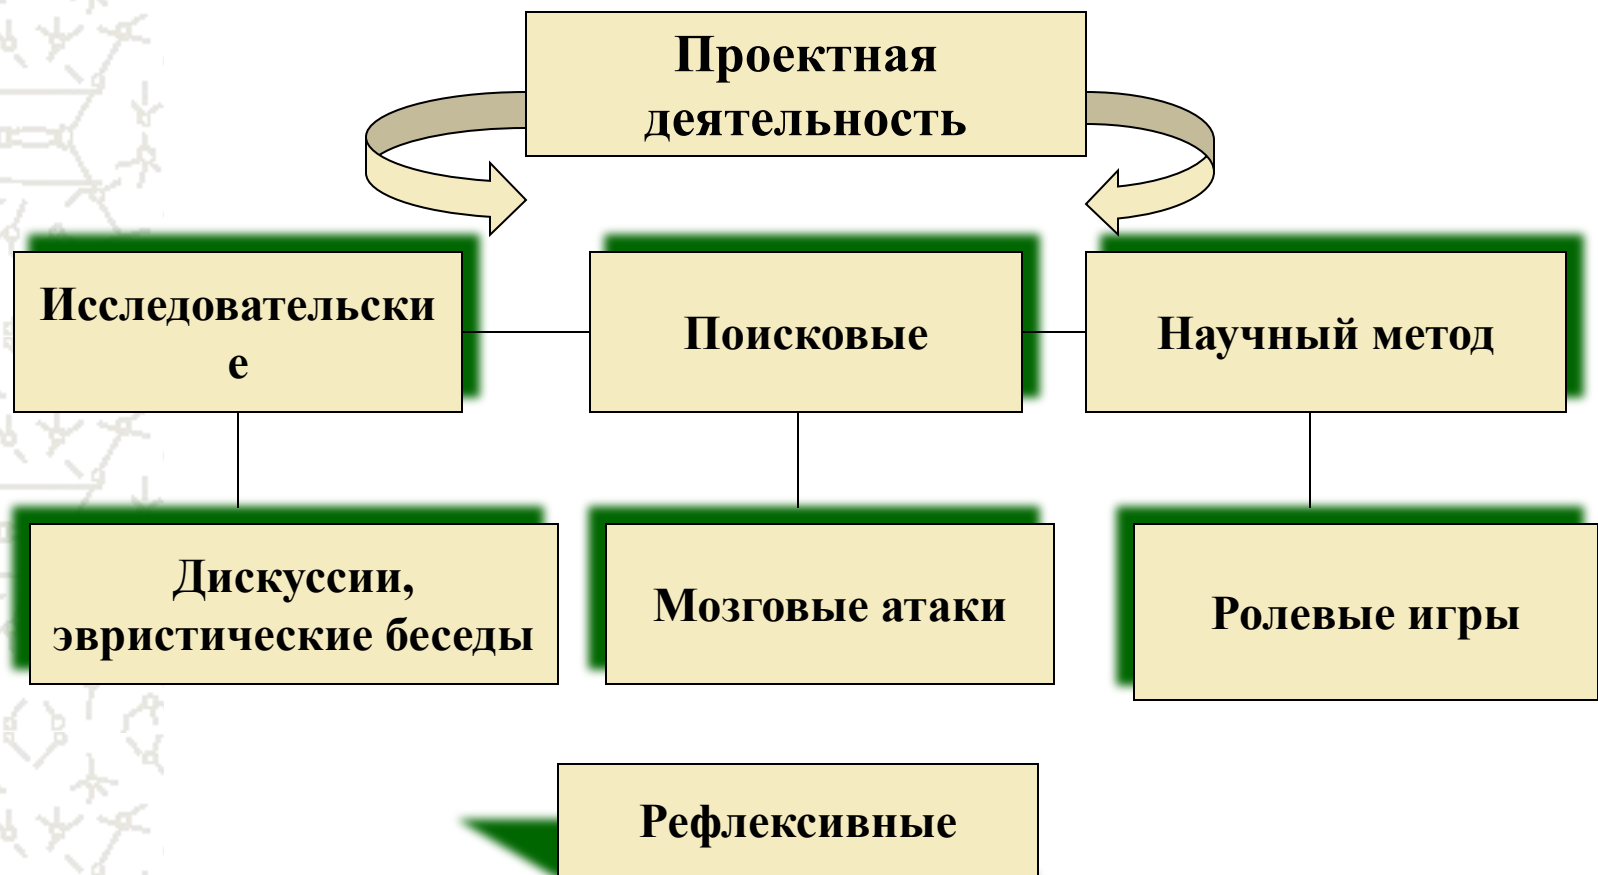 Проектная
деятельность
Исследовательски
е
Поисковые
Научный метод
Дискуссии,
эвристические беседы
Мозговые атаки
Ролевые игры
Рефлексивные